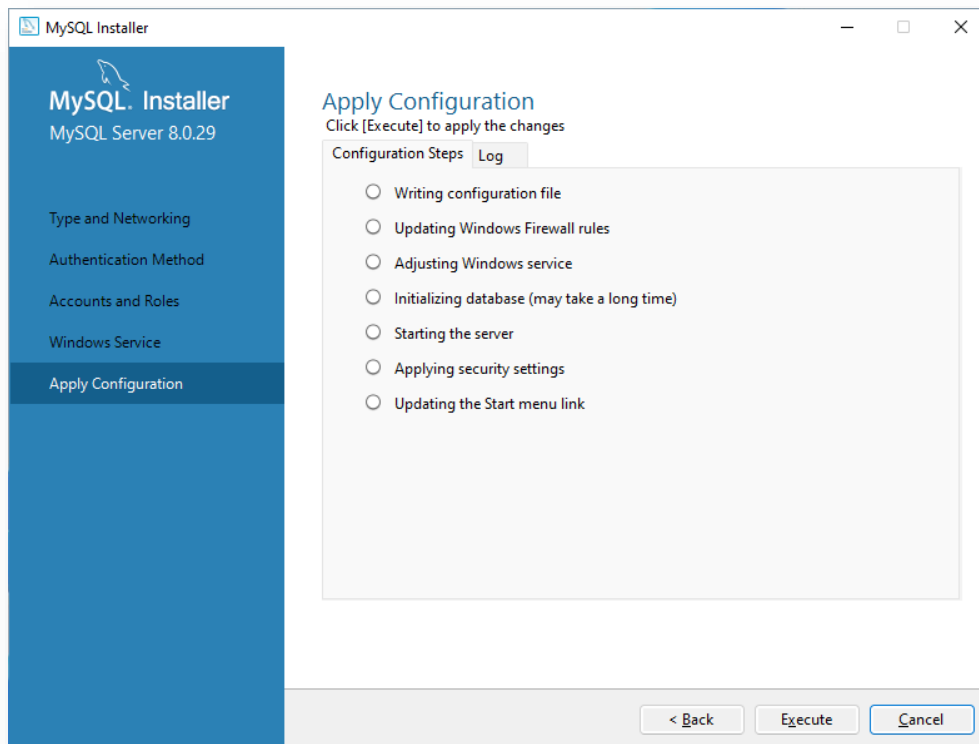 MySQL Installer
MySQL. Installer
MySQL Server 8.0.29
Type and Networking
Authentication Method
Accounts and Roles
Windows Service
Apply Configuration
Apply Configuration
Click [Execute] to apply the changes
Configuration Steps Log
Writing configuration file
Updating Windows Firewall rules
Adjusting Windows service
Initializing database (may take a long time)
Starting the server
Applying security settings
Updating the Start menu link
< Back Execute Cancel